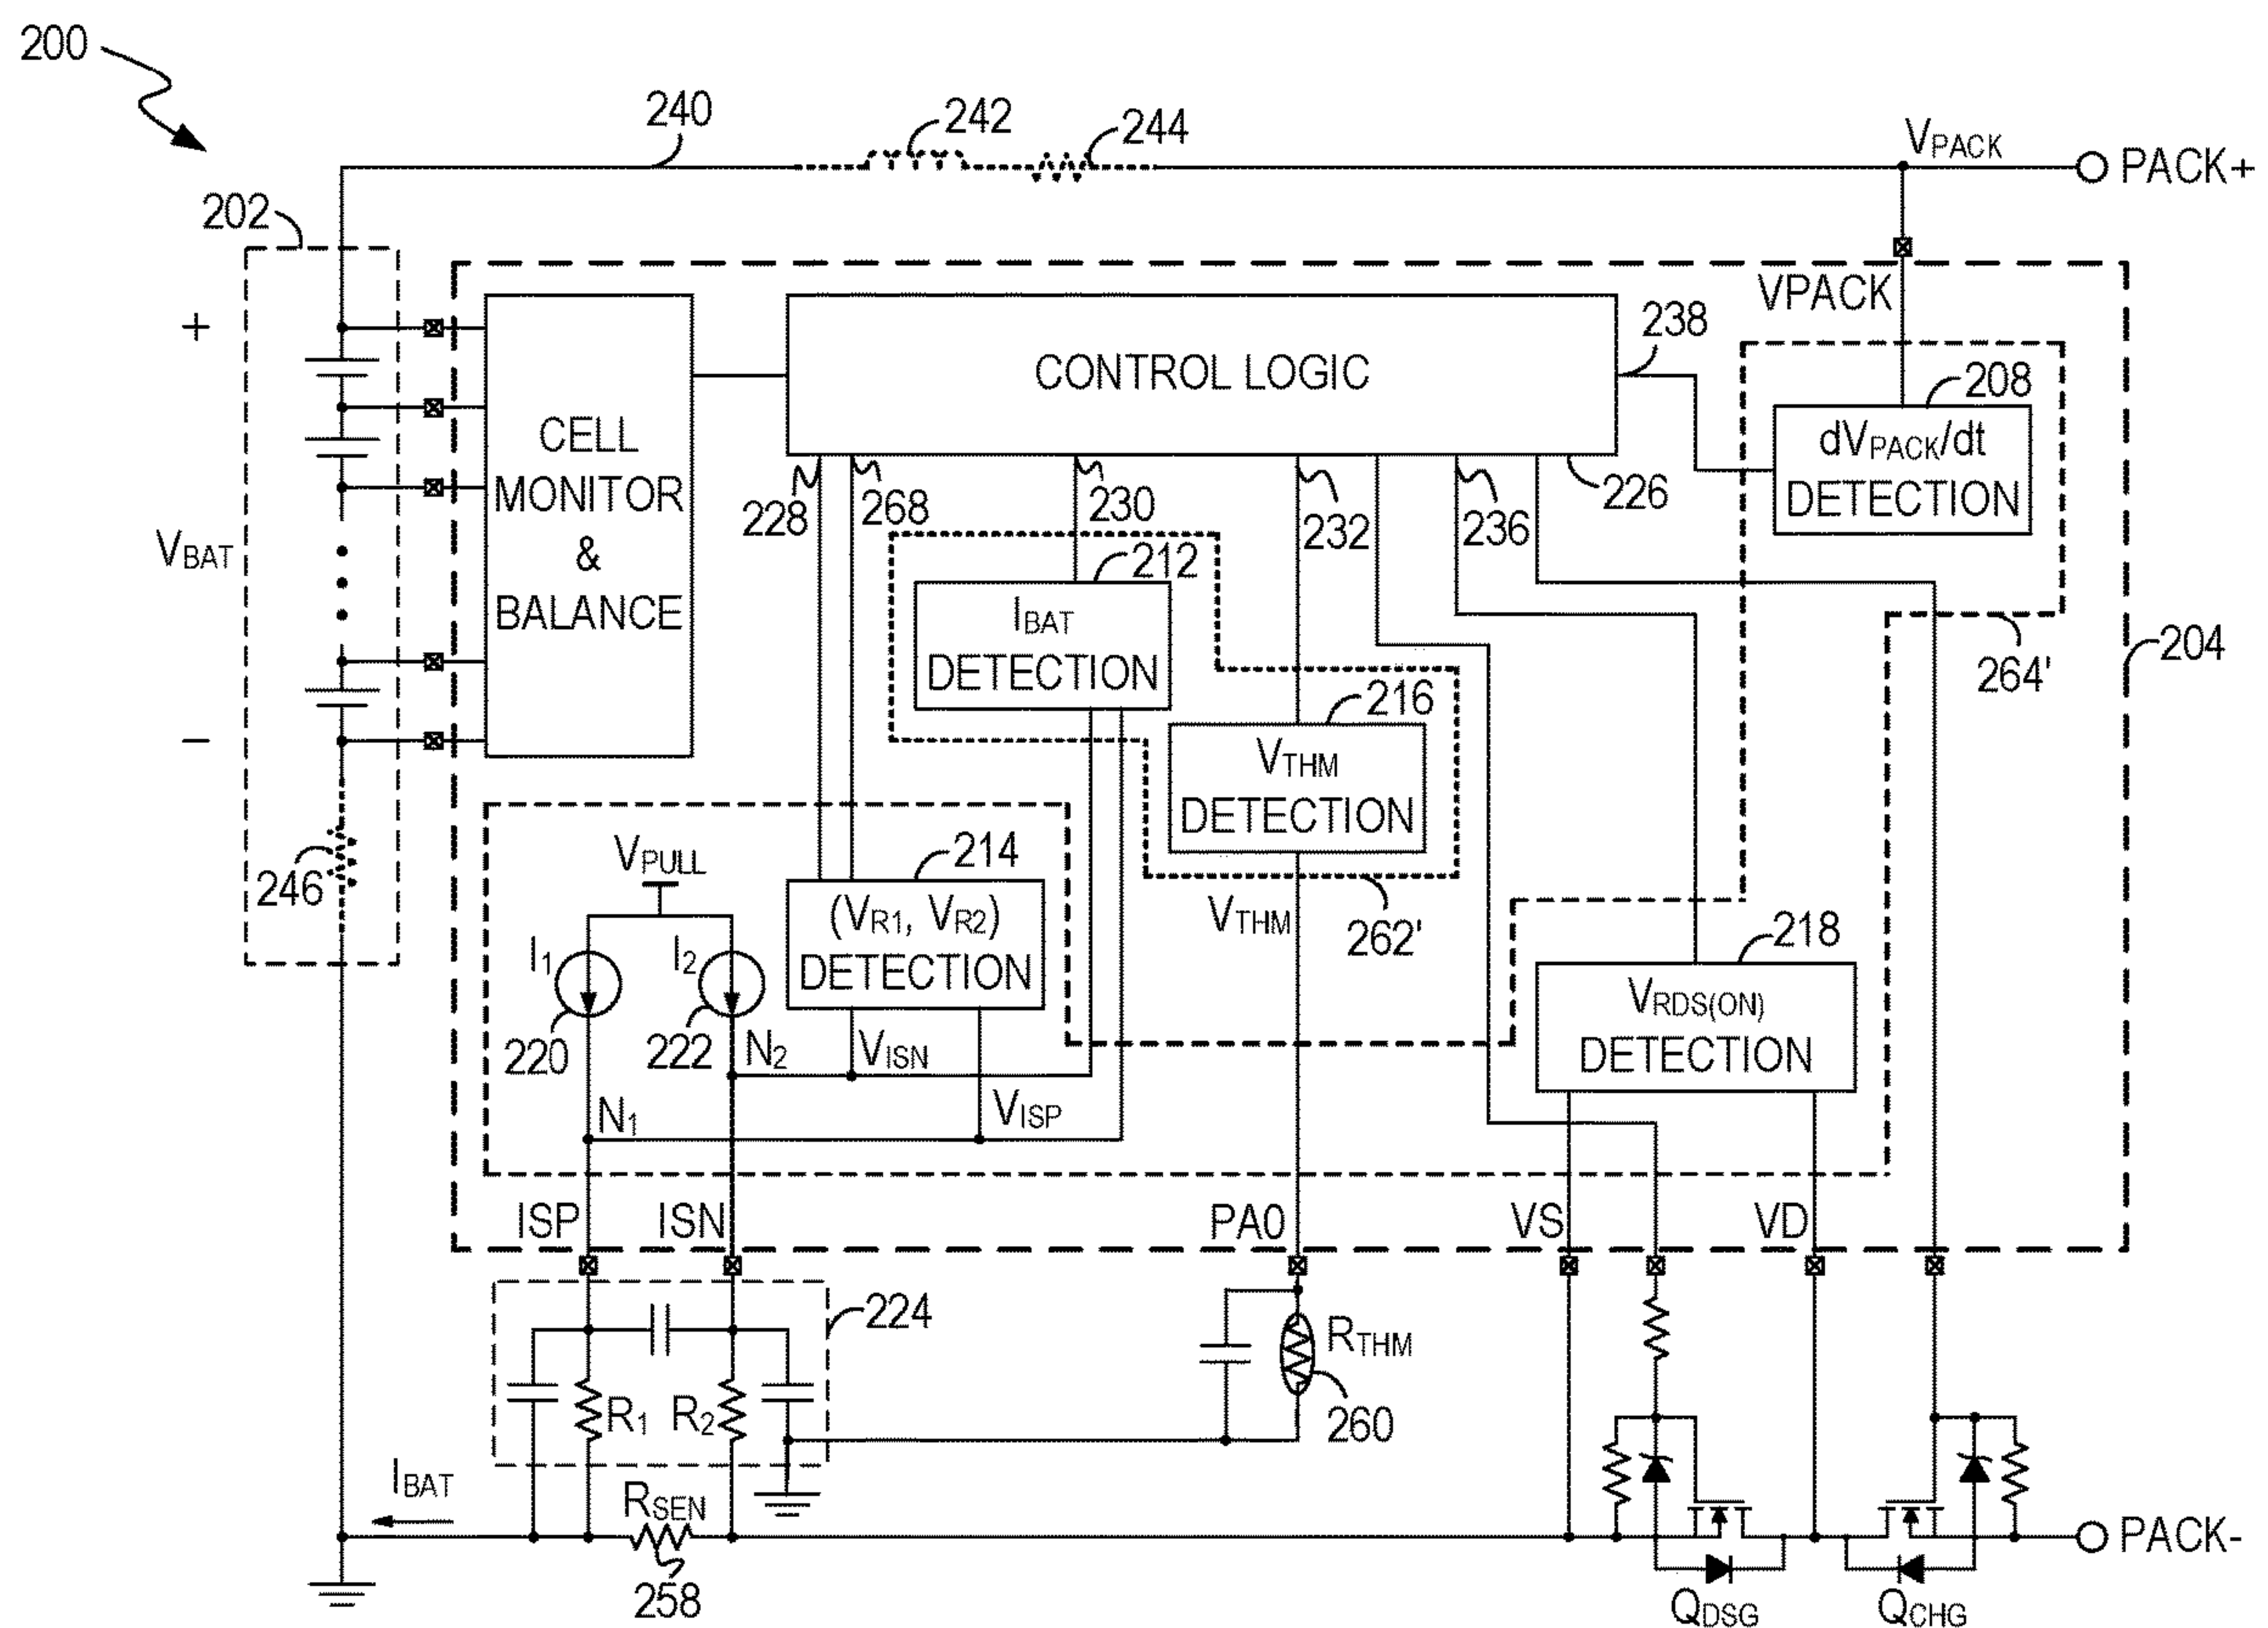 200
240
242
244
VPACK
PACK+
202
VPACK
238
+
CONTROL LOGIC
208
dVPACK/dt
DETECTION
CELL
MONITOR
&
BALANCE
228
268
230
232
236
226
VBAT
212
IBAT
DETECTION
264'
204
216
VTHM
DETECTION
-
246
VPULL
214
(VR1, VR2)
DETECTION
VTHM
262'
218
VRDS(ON)
DETECTION
I1
I2
220
222
N2
VISN
N1
VISP
ISP
ISN
PA0
VS
VD
224
R1
R2
RTHM
260
IBAT
RSEN
258
PACK-
QDSG
QCHG